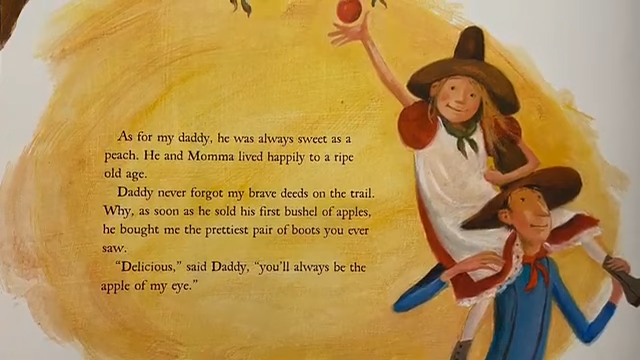 As for my daddy, he was always sweet as a
peach. He and Momma lived happily to a ripe
old age.
Daddy never forgot my brave deeds on the trail.
Why, as soon as he sold his first bushel of apples,
he bought me the prettiest pair of boots you ever
saw.
“Delicious,” said Daddy, “you’ll always be the
apple of my eye.”